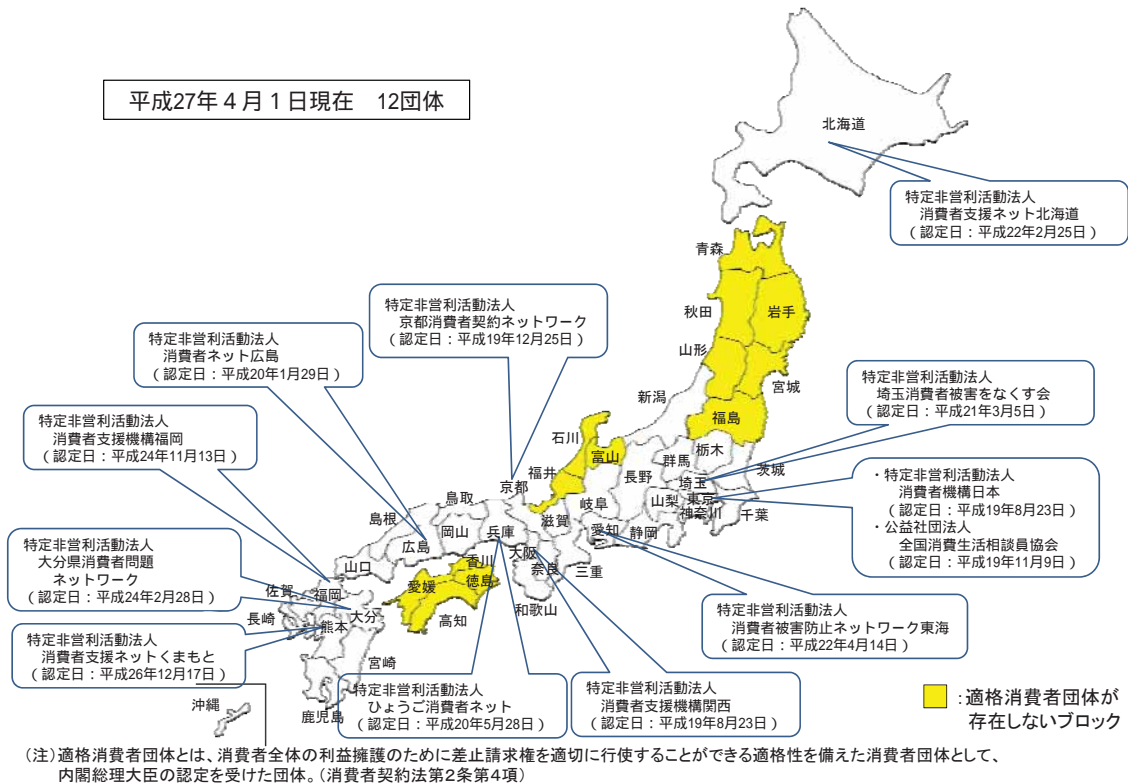 平成27年4月1日現在　12団体
北海道
特定非営利活動法人
消費者支援ネット北海道
(認定日:平成22年2月25日)
青森
秋田
岩手
山形
宮城
新潟
福島
特定非営利活動法人
京都消費者契約ネットワーク
(認定日:平成19年12月25日)
特定非営利活動法人
消費者ネット広島
(認定日:平成20年1月29日)
特定非営利活動法人
消費者支援機構福岡
(認定日:平成24年11月13日)
特定非営利活動法人
埼玉消費者被害をなくす会
(認定日:平成21年3月5日)
石川
富山
福井
長野
群馬
栃木
茨城
埼玉
東京
山梨
神奈川
千葉
・特定非営利活動法人
消費者機構日本
(認定日:平成19年8月23日)
・公益社団法人
全国消費生活相談員協会
(認定日:平成19年11月9日)
京都
岐阜
滋賀
愛知
静岡
鳥取
島根
岡山
兵庫
広島
山口
大阪
奈良
三重
和歌山
香川
徳島
愛媛
高知
特定非営利活動法人
大分県消費者問題
ネットワーク
(認定日:平成24年2月28日)
佐賀
福岡
長崎
熊本
大分
宮崎
鹿児島
沖縄
特定非営利活動法人
消費者支援ネットくまもと
(認定日:平成26年12月17日)
特定非営利活動法人
消費者被害防止ネットワーク東海
(認定日:平成22年4月14日)
特定非営利活動法人
ひょうご消費者ネット
(認定日:平成20年5月28日)
特定非営利活動法人
消費者支援機構関西
(認定日:平成19年8月23日)
:適格消費者団体が
存在しないブロック
(注)適格消費者団体とは、消費者全体の利益擁護のために差止請求権を適切に行使することができる適格性を備えた消費者団体として、
内閣総理大臣の認定を受けた団体。(消費者契約法第2条第4項)